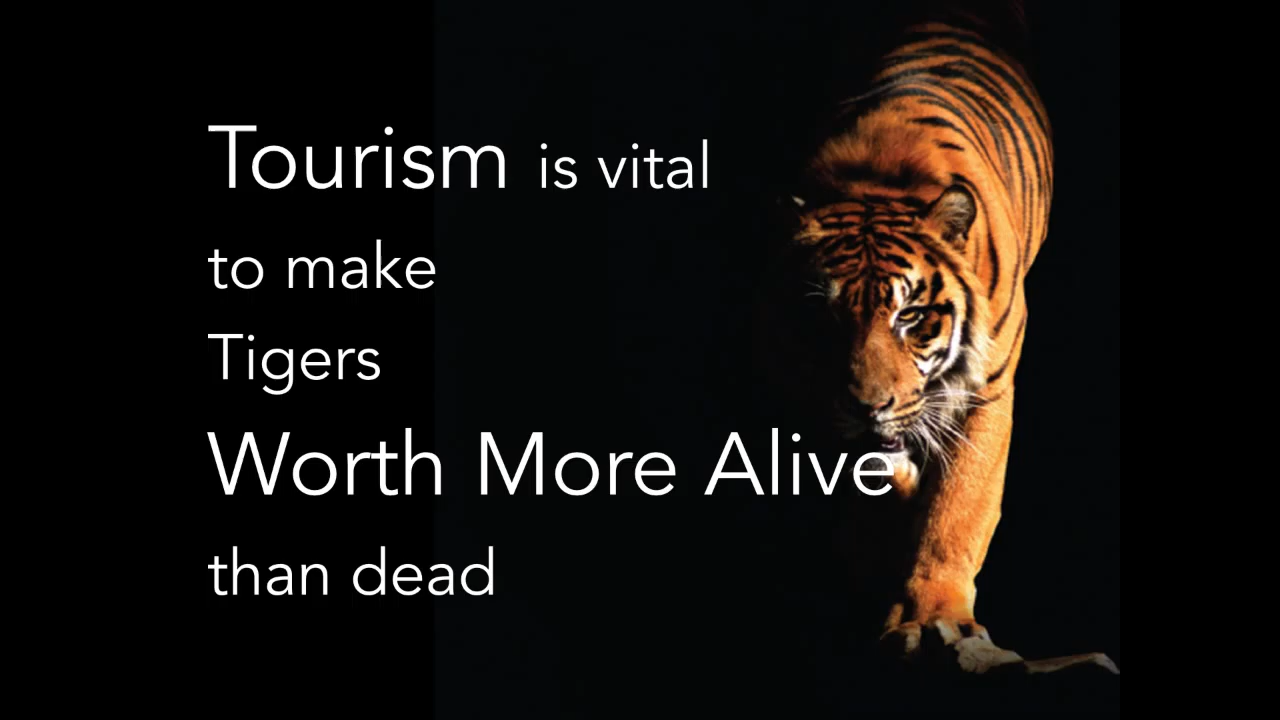 Tourism is vital
to make
Tigers
Worth More Alive
than dead